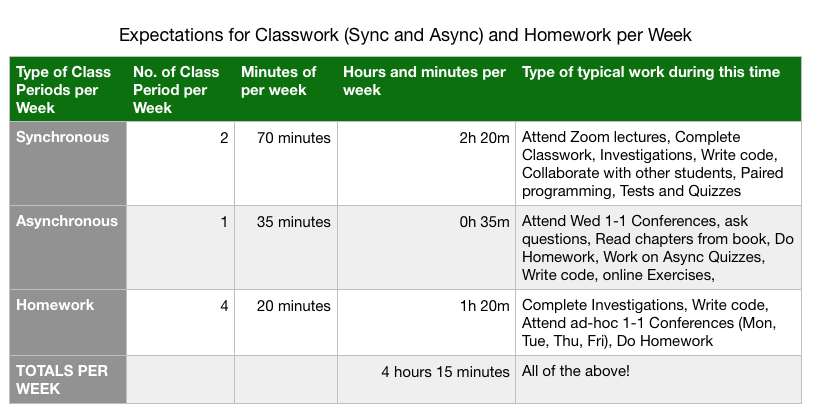 Expectations for Classwork (Sync and Async) and Homework per Week
Type of Class Periods per Week | No. of Class Period per Week | Minutes of per week | Hours and minutes per week | Type of typical work during this time
Synchronous | 2 | 70 minutes | 2h 20m | Attend Zoom lectures, Complete
Classwork, Investigations, Write code,
Collaborate with other students, Paired
programming, Tests and Quizzes
Asynchronous | 1 | 35 minutes | 0h 35m | Attend Wed 1-1 Conferences, ask
questions, Read chapters from book, Do
Homework, Work on Async Quizzes,
Write code, online Exercises,
Homework | 4 | 20 minutes | 1h 20m | Complete Investigations, Write code,
Attend ad-hoc 1-1 Conferences (Mon,
Tue, Thu, Fri), Do Homework
TOTALS PER WEEK | 4 hours 15 minutes | All of the above!